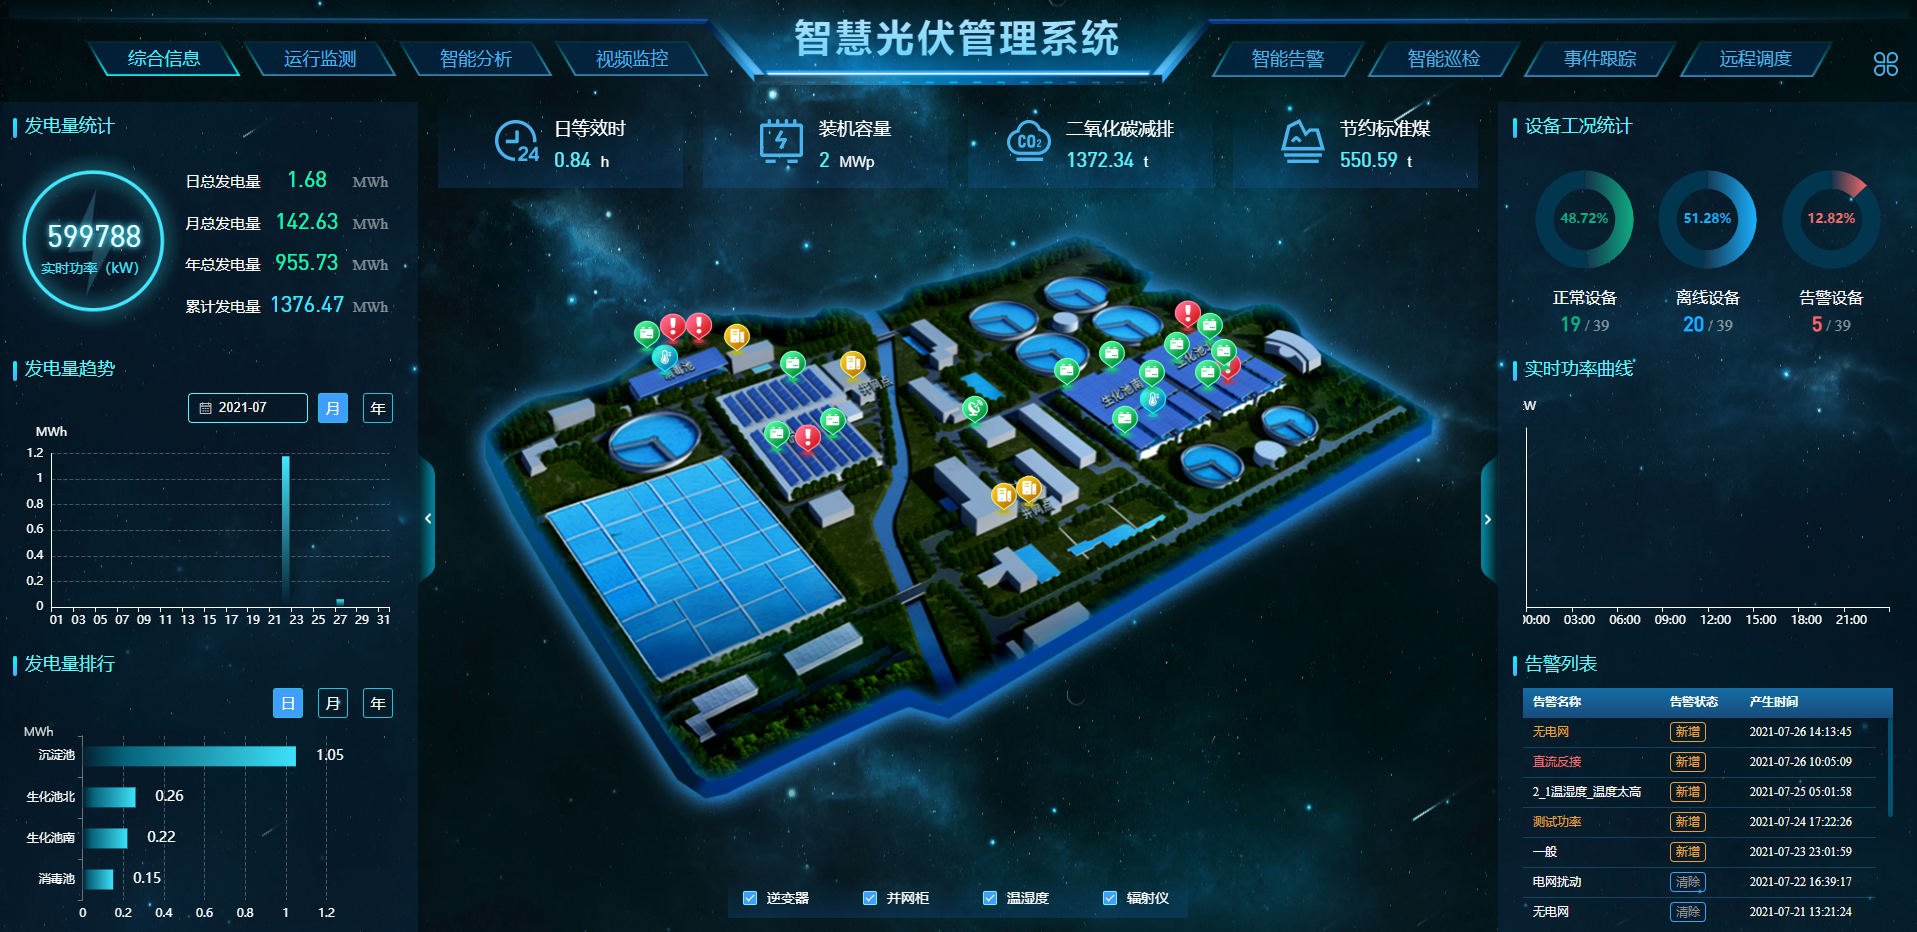 智慧光伏管理系统
综合信息
运行监测
智能分析
视频监控
智能告警
智能巡检
事件跟踪
远程调度
发电量统计
599788
实时功率（kW）
日总发电量 1.68 MWh
月总发电量 142.63 MWh
年总发电量 955.73 MWh
累计发电量 1376.47 MWh
发电量趋势
2021-07
月
年
MWh
1.2
1
0.8
0.6
0.4
0.2
0
01 03 05 07 09 11 13 15 17 19 21 23 25 27 29 31
发电量排行
日
月
年
MWh
沉淀池 1.05
生化池北 0.26
生化池南 0.22
消毒池 0.15
0 0.2 0.4 0.6 0.8 1 1.2
日等效时
0.84 h
装机容量
2 MWp
CO₂
二氧化碳减排
1372.34 t
节约标准煤
550.59 t
24
生化池南
并网点
并网点
逆变器
并网柜
温湿度
辐射仪
设备工况统计
48.72%
51.28%
12.82%
正常设备
离线设备
告警设备
19 / 39
20 / 39
5 / 39
实时功率曲线
:W
00:00 03:00 06:00 09:00 12:00 15:00 18:00 21:00
告警列表
告警名称 告警状态 产生时间
无电网 新增 2021-07-26 14:13:45
直流反接 新增 2021-07-26 10:05:09
2_1温湿度_温度太高 新增 2021-07-25 05:01:58
测试功率 新增 2021-07-24 17:22:26
一般 新增 2021-07-23 23:01:59
电网扰动 清除 2021-07-22 16:39:17
无电网 清除 2021-07-21 13:21:24